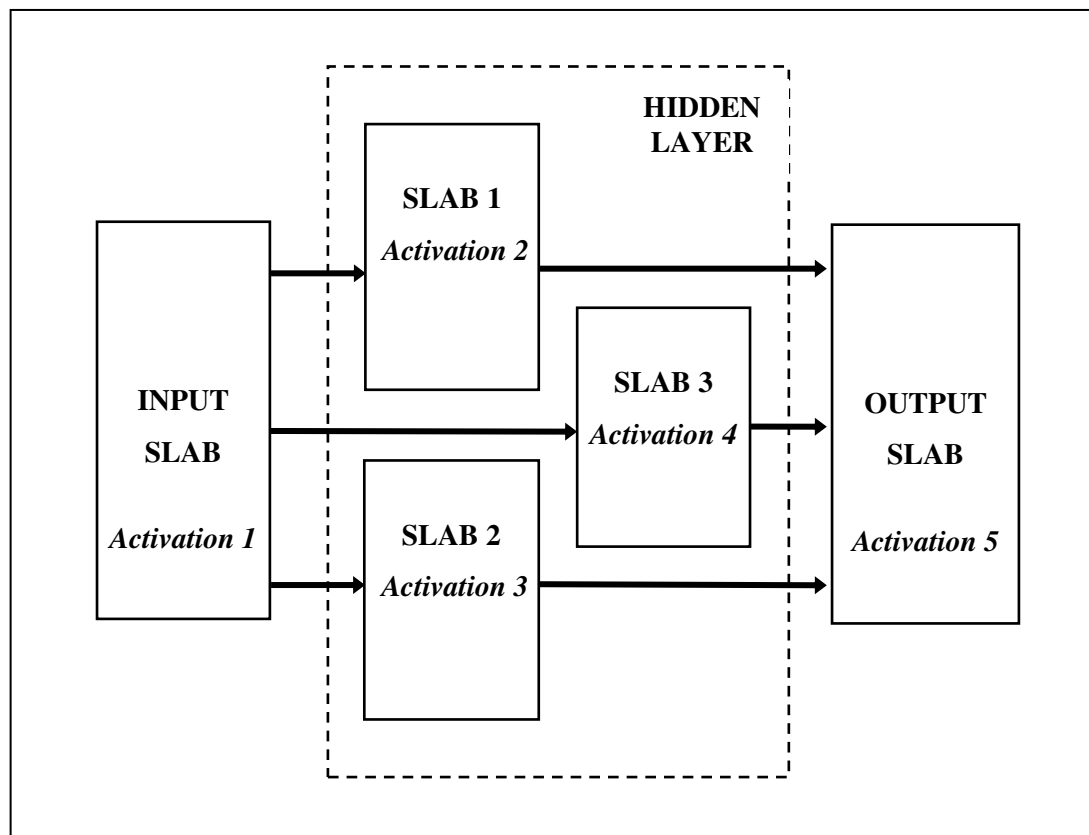 HIDDEN
LAYER
SLAB 1
Activation 2
SLAB 3
Activation 4
INPUT
SLAB
Activation 1
OUTPUT
SLAB
Activation 5
SLAB 2
Activation 3